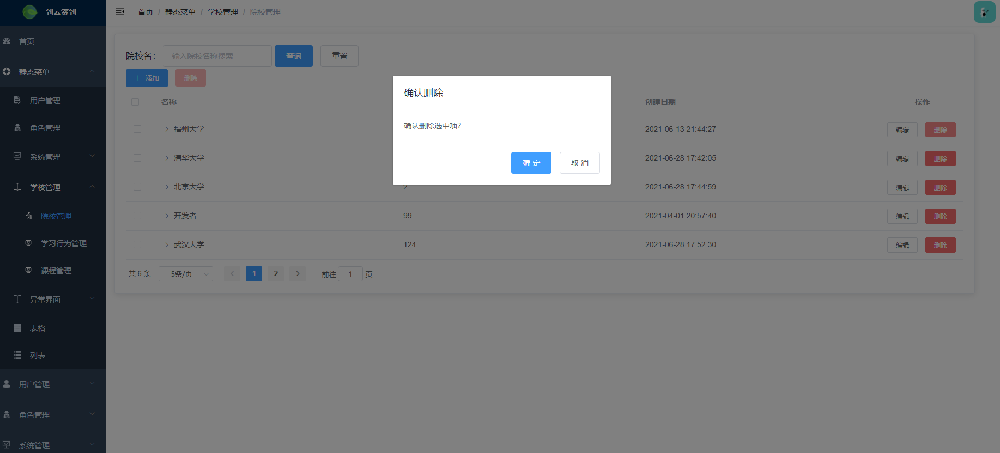 到云签到
首页
静态菜单
用户管理
角色管理
系统管理
学校管理
院校管理
学习行为管理
课程管理
异常界面
表格
列表
用户管理
角色管理
系统管理
首页 / 静态菜单 / 学校管理 / 院校管理
院校名： 输入院校名称搜索 查询 重置
添加 删除
名称 创建日期 操作
福州大学 2021-06-13 21:44:27 编辑 删除
清华大学 2021-06-28 17:42:05 编辑 删除
北京大学 2 2021-06-28 17:44:59 编辑 删除
开发者 99 2021-04-01 20:57:40 编辑 删除
武汉大学 124 2021-06-28 17:52:30 编辑 删除
共 6 条 5条/页 1 2 前往 1 页
确认删除
确认删除选中项?
确 定 取 消